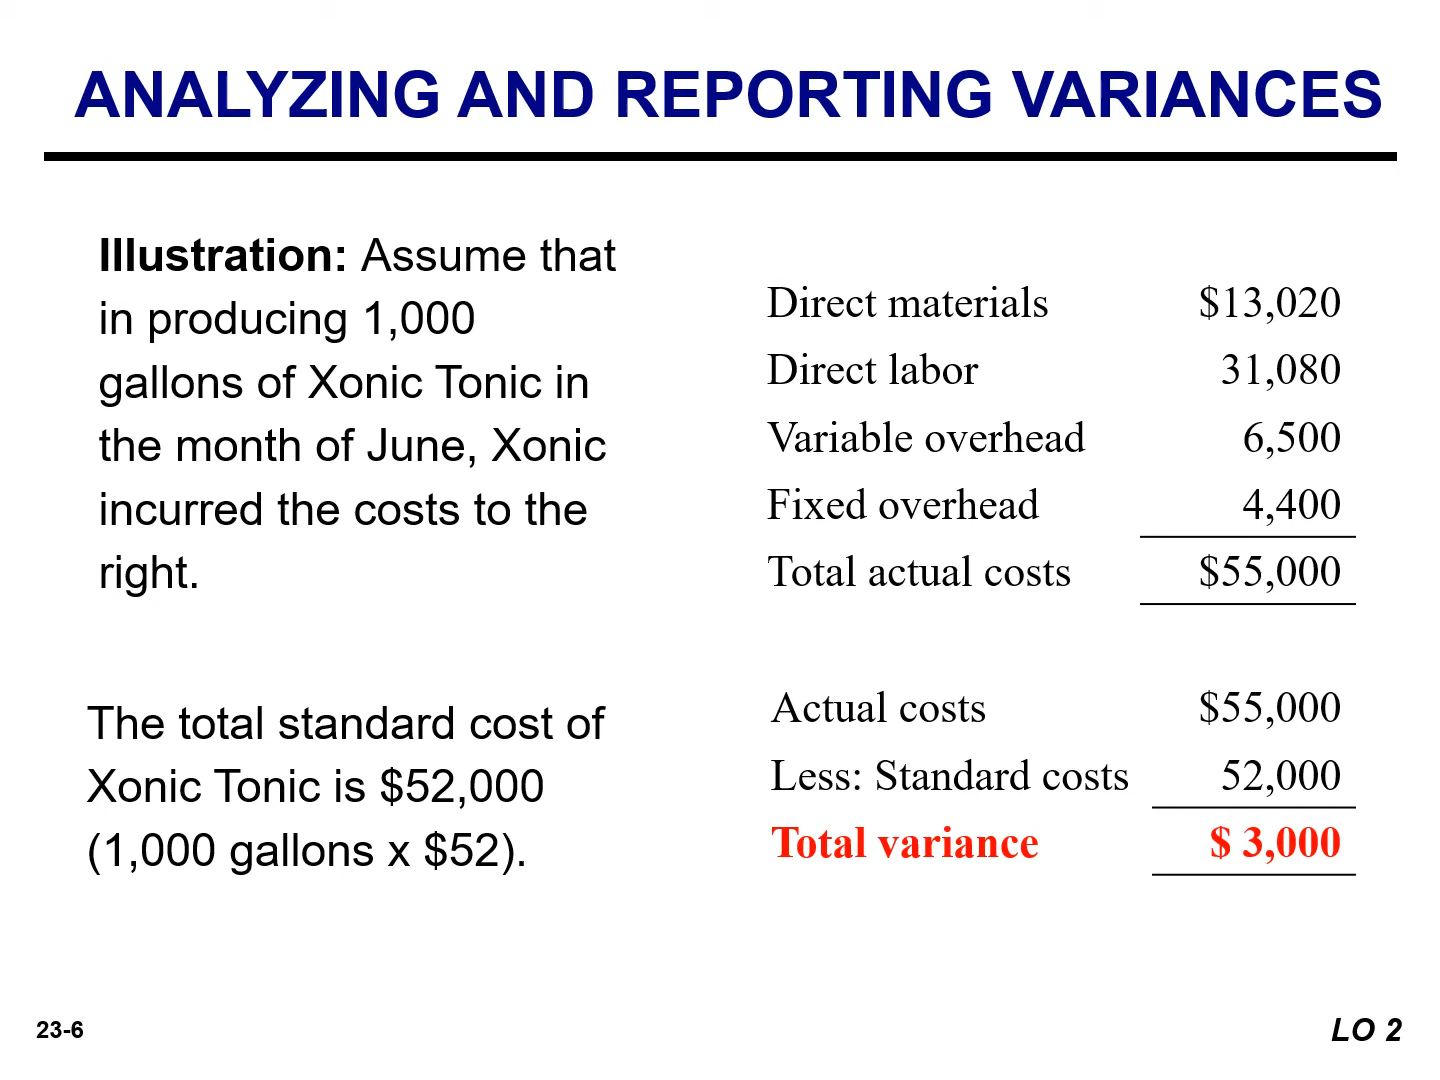 ANALYZING AND REPORTING VARIANCES
Illustration: Assume that
in producing 1,000
gallons of Xonic Tonic in
the month of June, Xonic
incurred the costs to the
right.
Direct materials $13,020
Direct labor 31,080
Variable overhead 6,500
Fixed overhead 4,400
Total actual costs $55,000
The total standard cost of
Xonic Tonic is $52,000
(1,000 gallons x $52).
Actual costs $55,000
Less: Standard costs 52,000
Total variance $ 3,000
23-6
LO 2